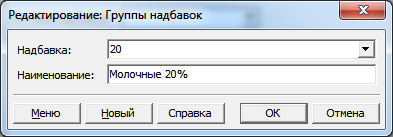 Редактирование: Группы надбавок
Надбавка: 20
Наименование: Молочные 20%
Меню Новый Справка OK Отмена